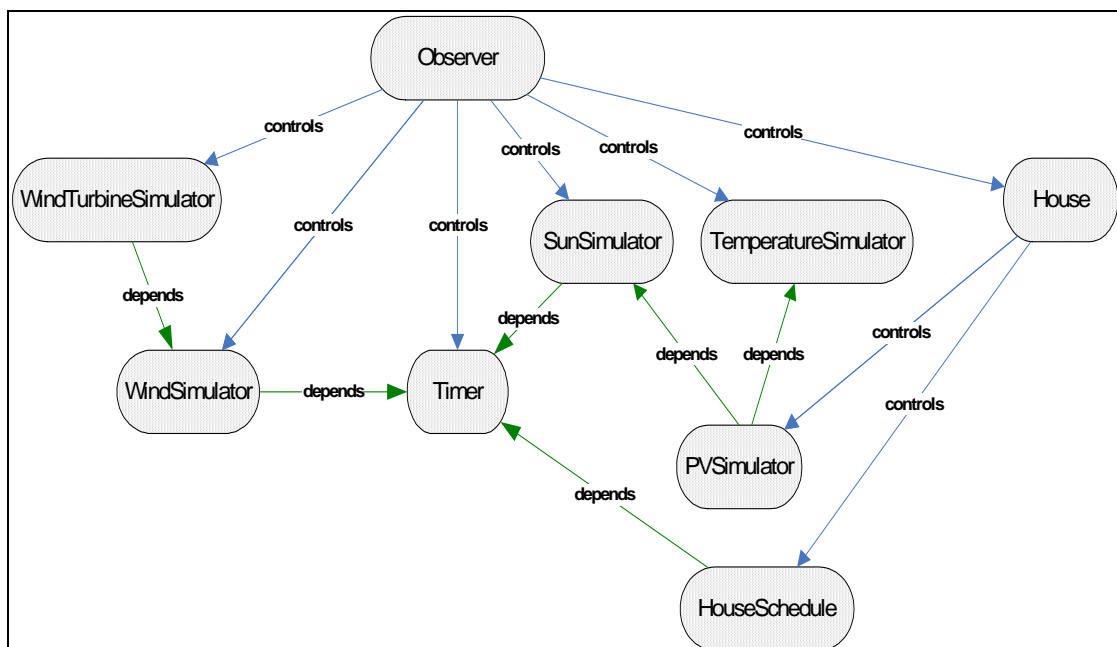 Observer
controls
controls
controls
controls
controls
controls
WindTurbineSimulator
House
SunSimulator
TemperatureSimulator
depends
depends
depends
depends
controls
WindSimulator
depends
Timer
controls
PVSimulator
depends
HouseSchedule